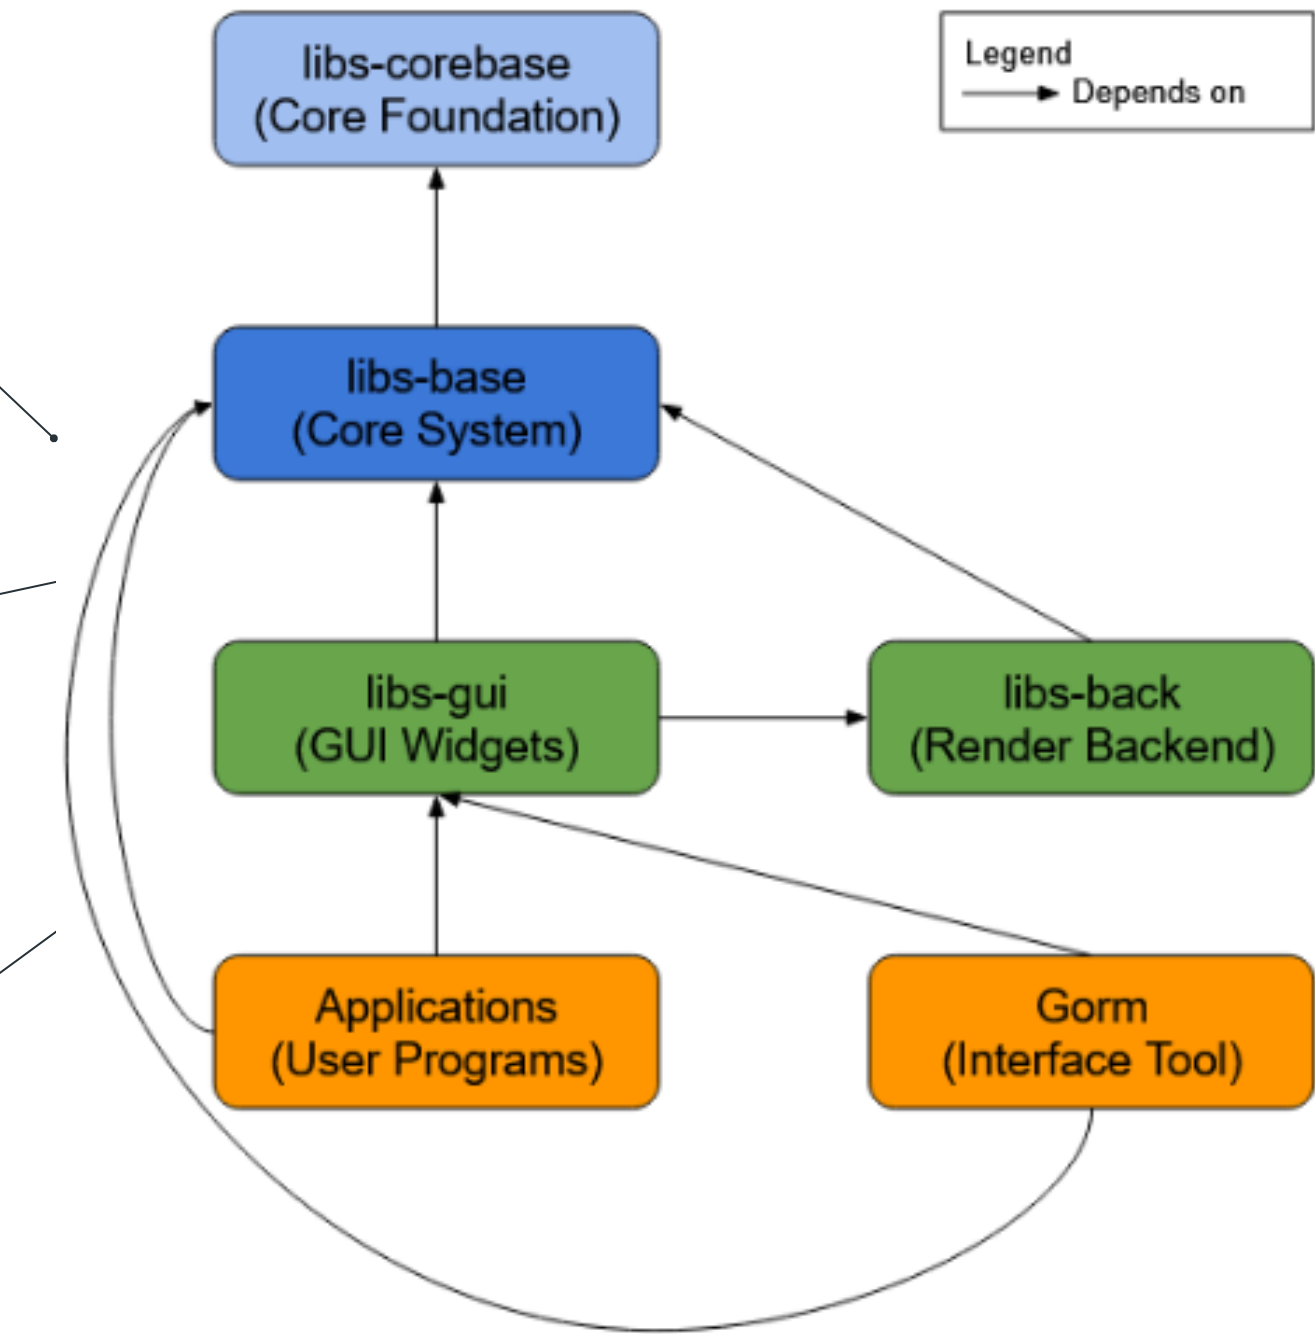 libs-corebase
(Core Foundation)
Legend
Depends on
libs-base
(Core System)
libs-gui
(GUI Widgets)
libs-back
(Render Backend)
Applications
(User Programs)
Gorm
(Interface Tool)